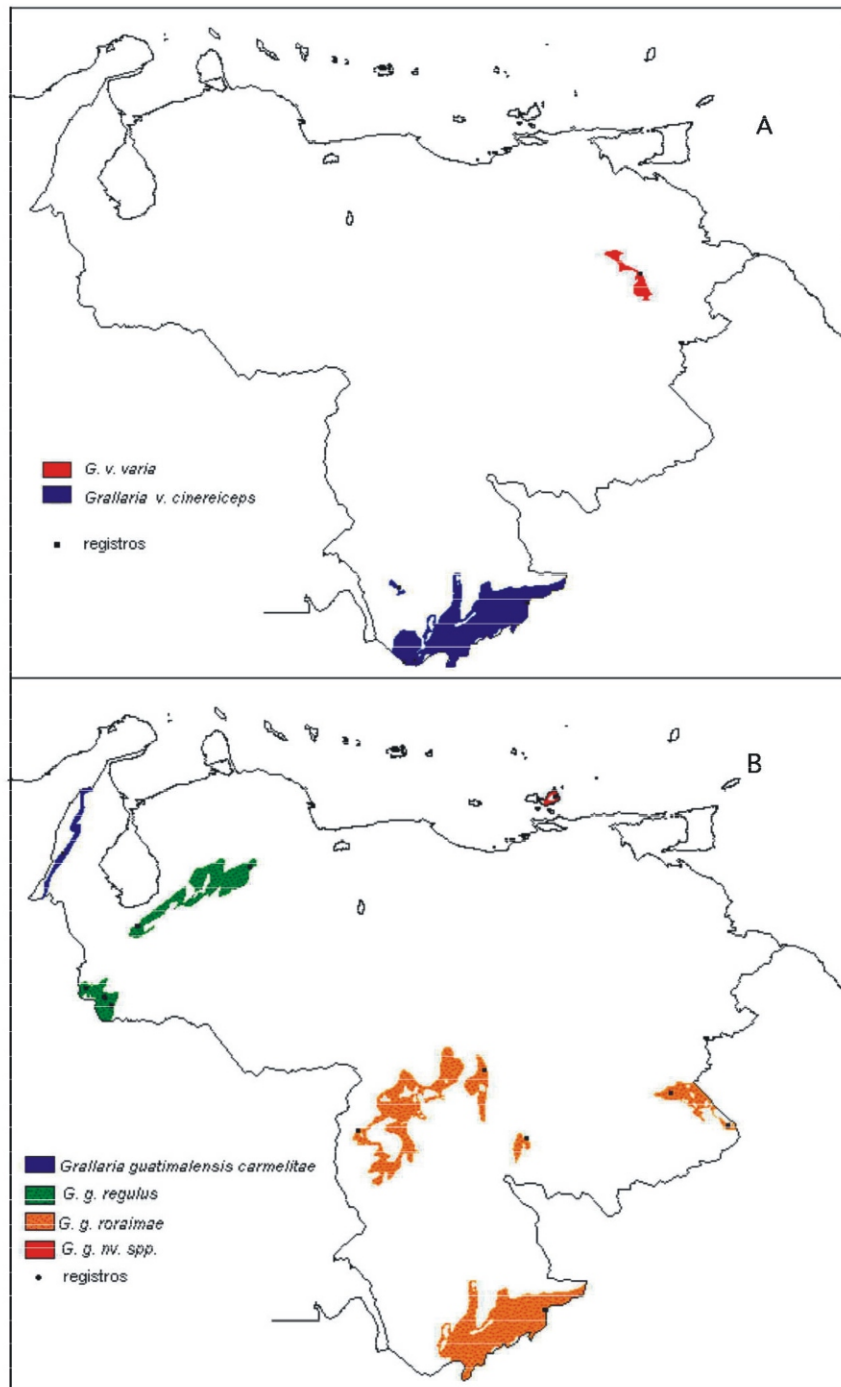 A
G. v. varia
Grallaria v. cinereiceps
registros
B
Grallaria guatimalensis carmelitae
G. g. regulus
G. g. roraimae
G. g. nv. spp.
registros